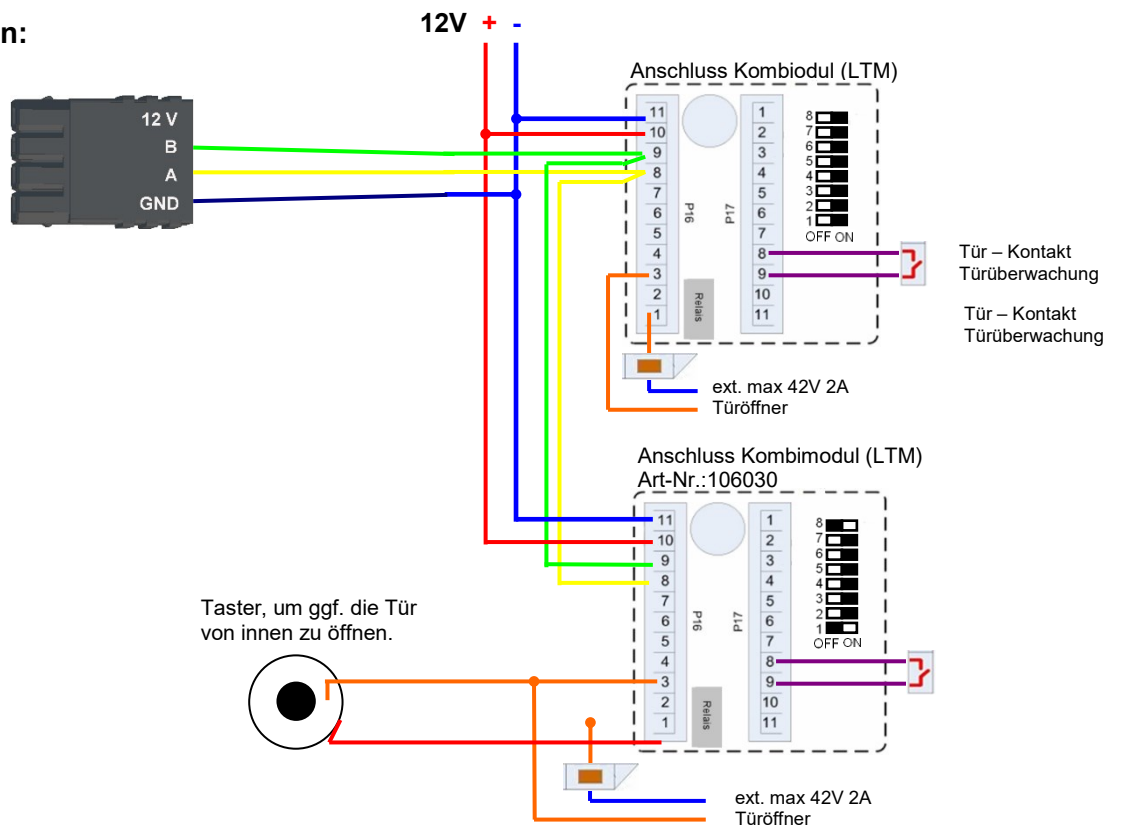 n:
12V + -
12 V
B
A
GND
Anschluss Kombiodul (LTM)
11
10
9
8
7
6
5
4
3
2
1
P16
Relais
P17
1
2
3
4
5
6
7
8
9
10
11
8
7
6
5
4
3
2
1
OFF ON
Tür – Kontakt
Türüberwachung
Tür – Kontakt
Türüberwachung
ext. max 42V 2A
Türöffner
Anschluss Kombimodul (LTM)
Art-Nr.:106030
11
10
9
8
7
6
5
4
3
2
1
P16
Relais
P17
1
2
3
4
5
6
7
8
9
10
11
8
7
6
5
4
3
2
1
OFF ON
Taster, um ggf. die Tür
von innen zu öffnen.
ext. max 42V 2A
Türöffner